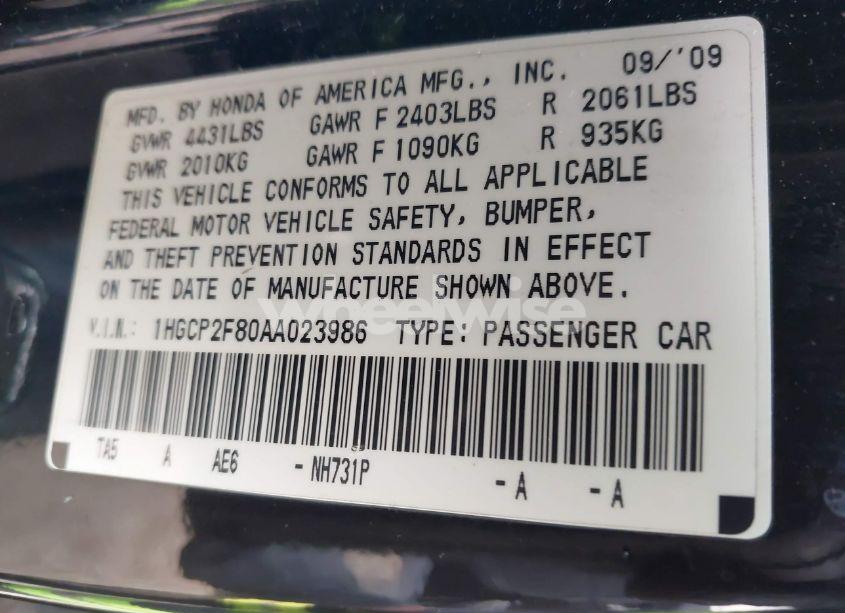 MFD. BY HONDA OF AMERICA MFG., INC. 09/'09
GVWR 4431LBS GAWR F 2403LBS R 2061LBS
GVWR 2010KG GAWR F 1090KG R 935KG
THIS VEHICLE CONFORMS TO ALL APPLICABLE
FEDERAL MOTOR VEHICLE SAFETY, BUMPER,
AND THEFT PREVENTION STANDARDS IN EFFECT
ON THE DATE OF MANUFACTURE SHOWN ABOVE.
wheelwise
V.I.N.: 1HGCP2F80AA023986 TYPE: PASSENGER CAR
TA5 A AE6 - NH731P - A - A